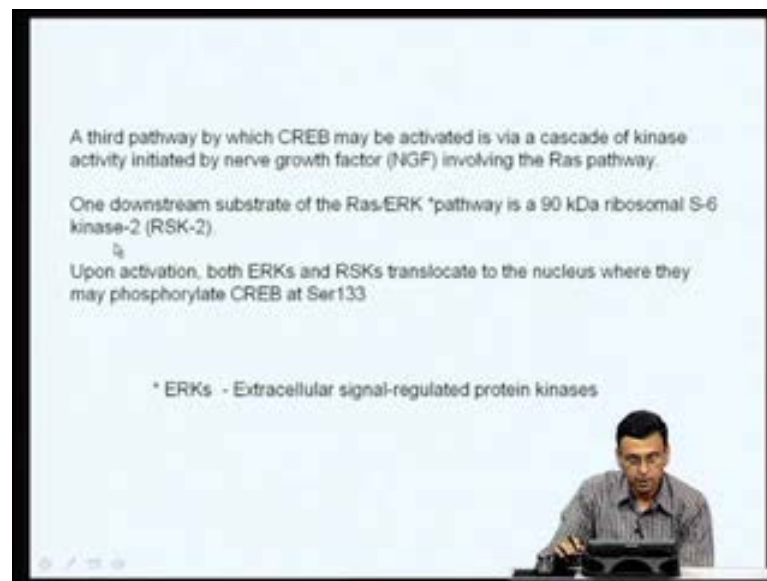 A third pathway by which CREB may be activated is via a cascade of kinase
activity initiated by nerve growth factor (NGF) involving the Ras pathway.
One downstream substrate of the Ras/ERK *pathway is a 90 kDa ribosomal S-6
kinase-2 (RSK-2).
Upon activation, both ERKs and RSKs translocate to the nucleus where they
may phosphorylate CREB at Ser133
* ERKs - Extracellular signal-regulated protein kinases